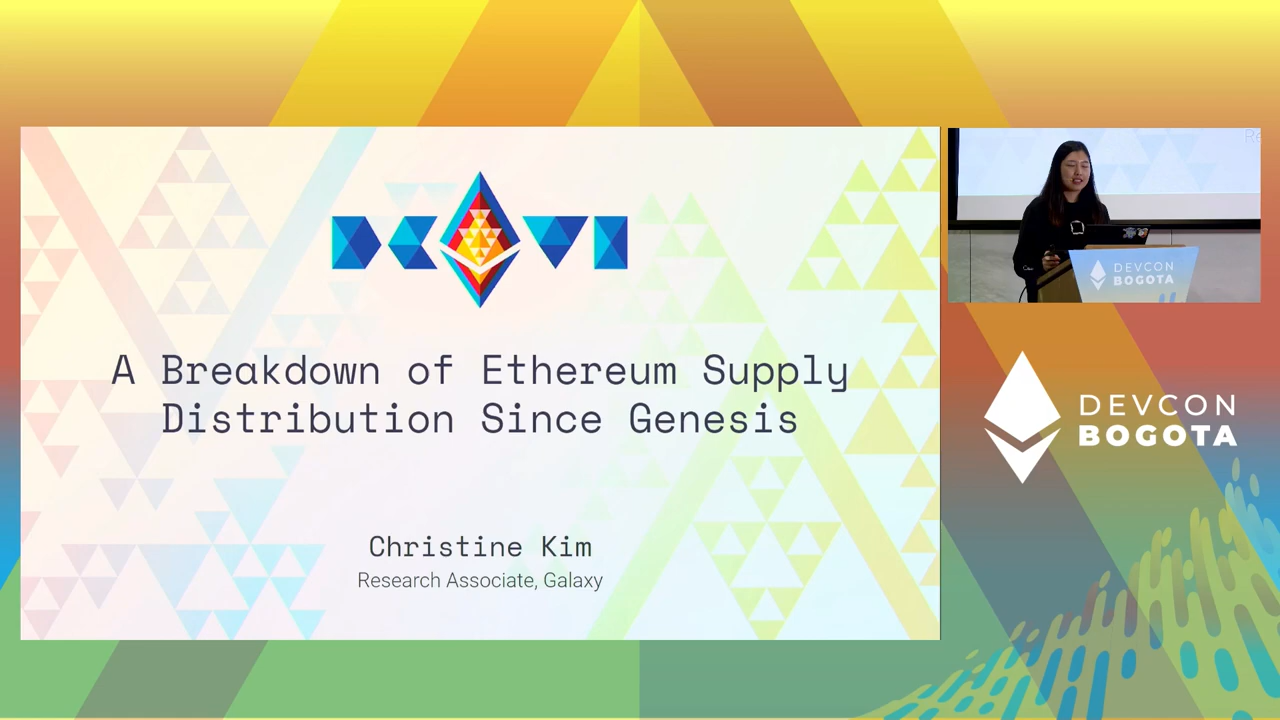 A Breakdown of Ethereum Supply
Distribution Since Genesis
Christine Kim
Research Associate, Galaxy
DEVCON
BOGOTA
DEVCON
BOGOTA